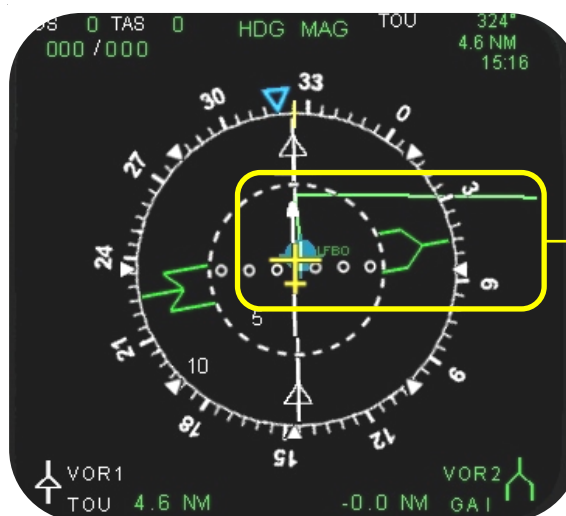 GS 0 TAS 0 HDG MAG TOU 324°
000 / 000 4.6 NM
15:16
33
30 0
27 3
LFBO
24 6
5
21 10 9
18 12
15
VOR1 VOR2
TOU 4.6 NM -0.0 NM GAI